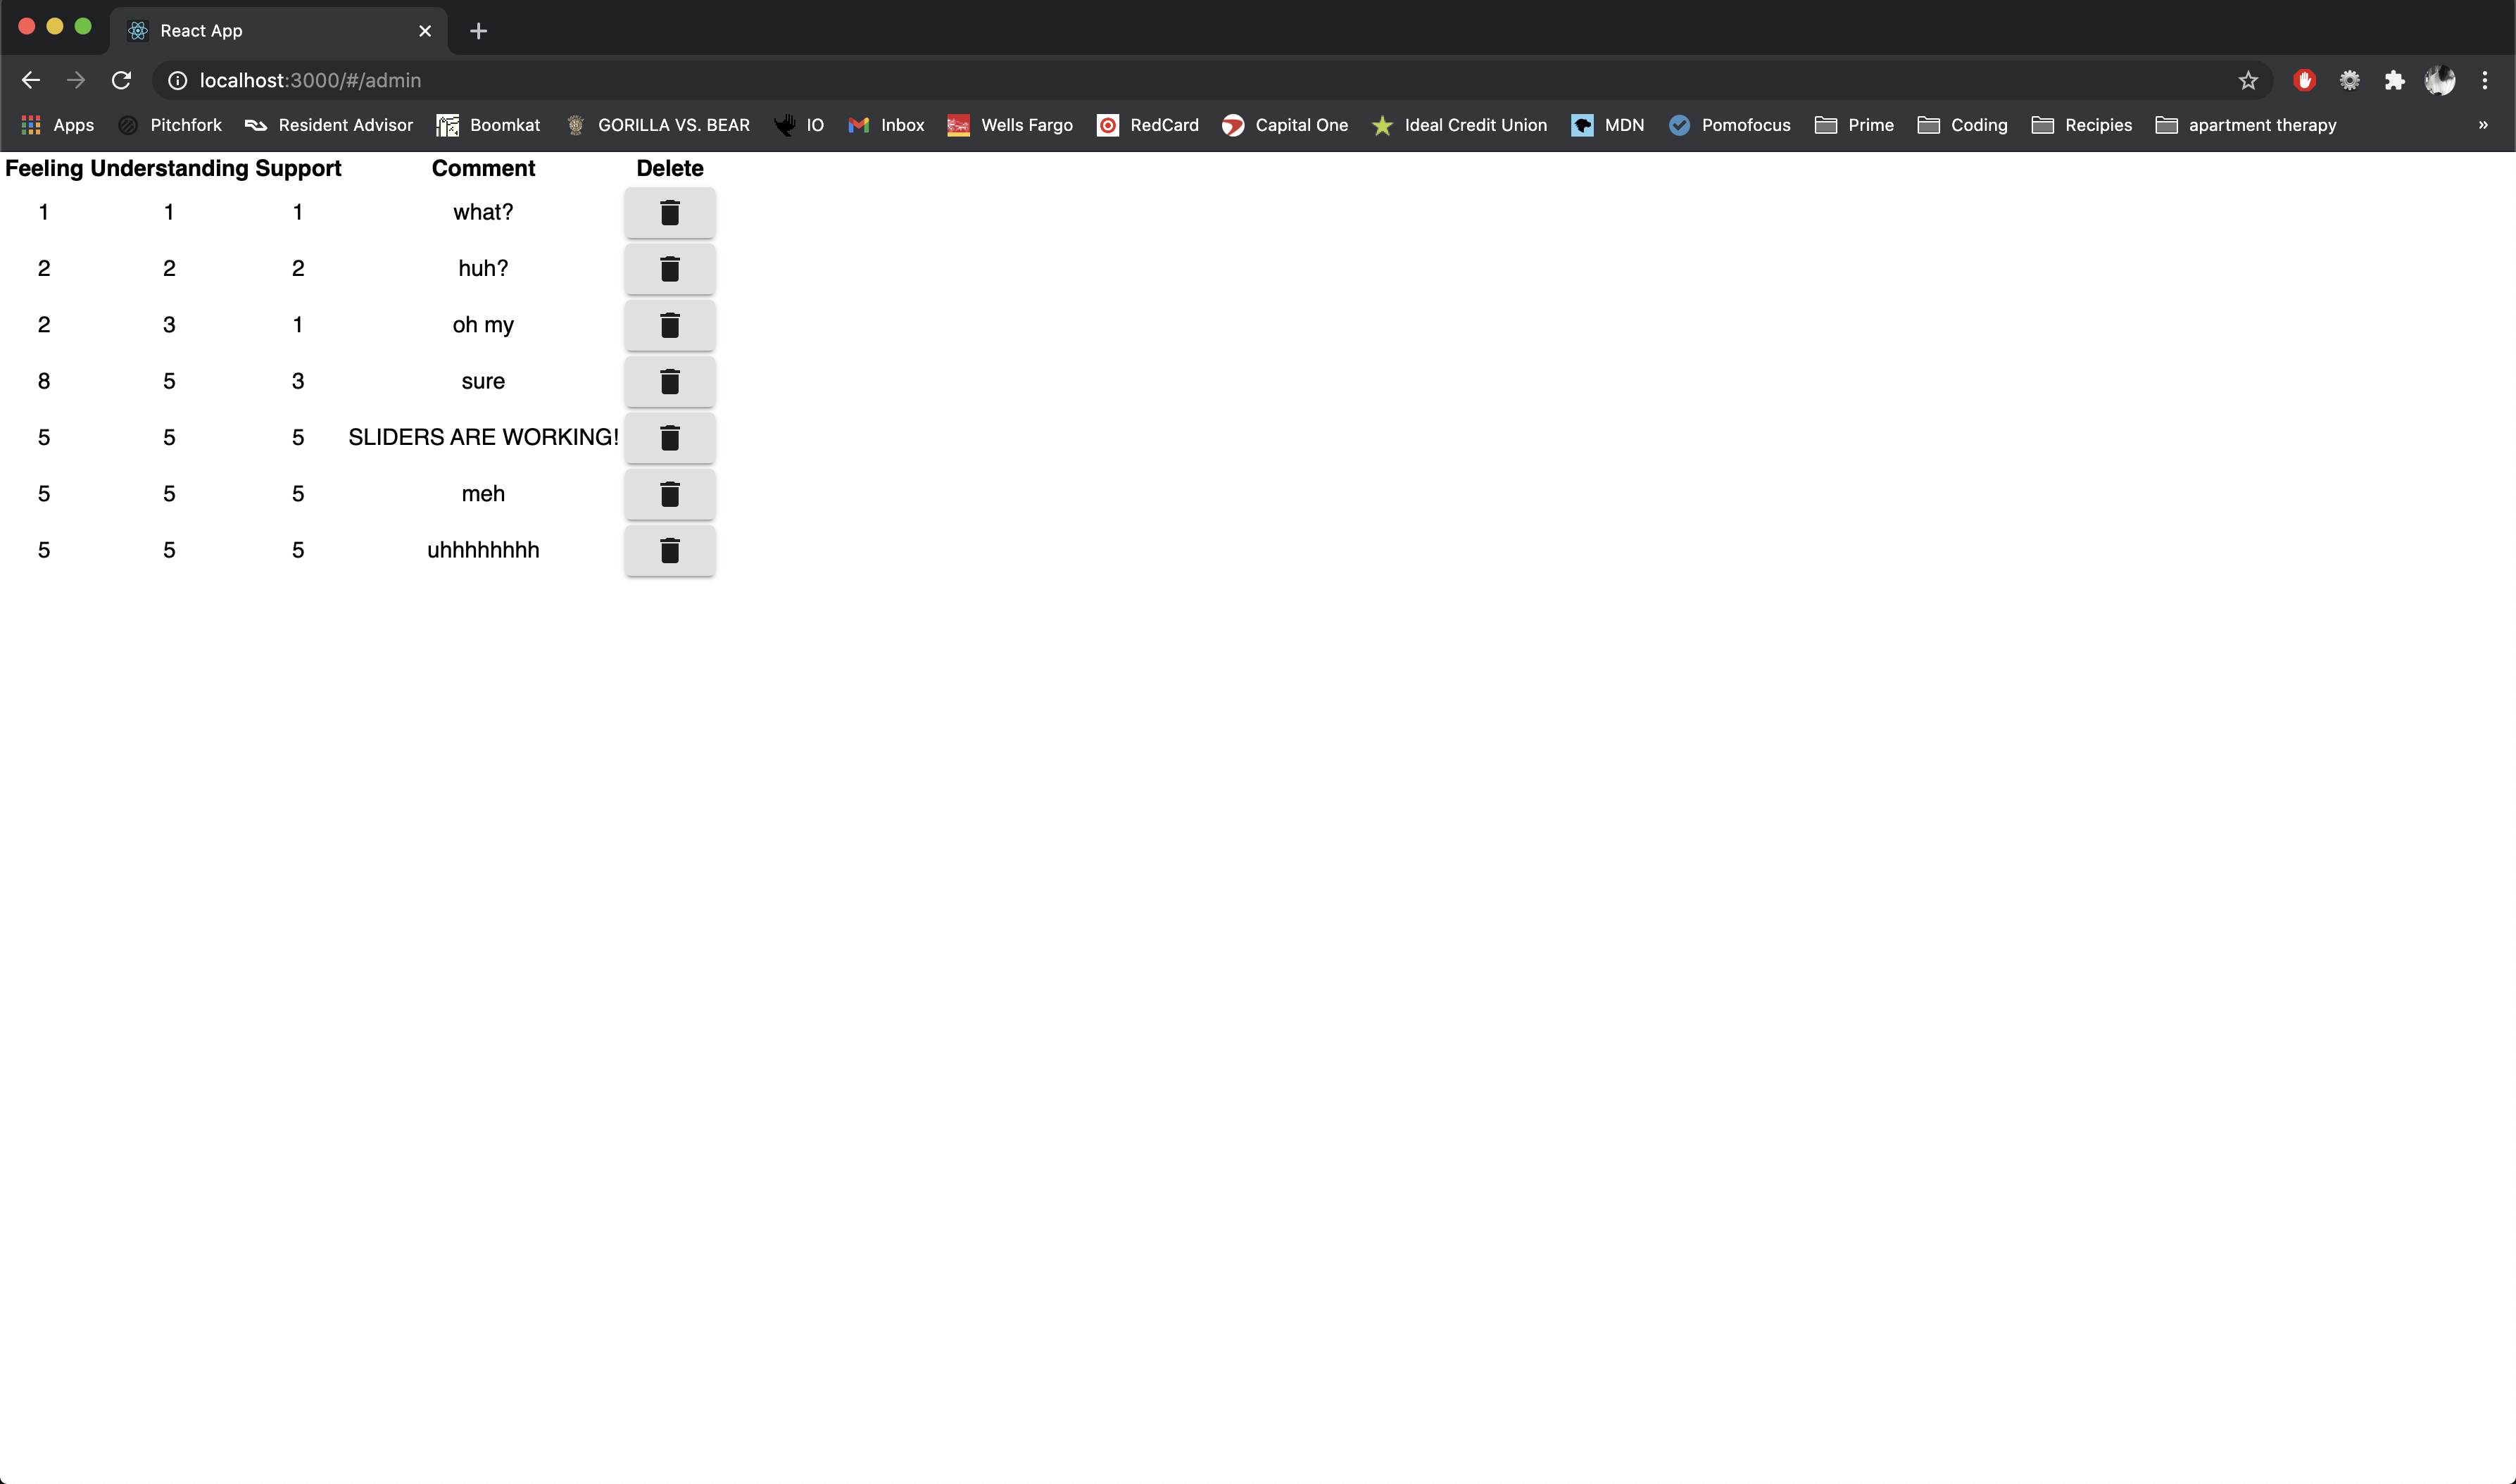 React App
localhost:3000/#/admin
Apps Pitchfork Resident Advisor Boomkat GORILLA VS. BEAR IO Inbox Wells Fargo RedCard Capital One Ideal Credit Union MDN Pomofocus Prime Coding Recipies apartment therapy »
Feeling Understanding Support Comment Delete
1 1 1 what?
2 2 2 huh?
2 3 1 oh my
8 5 3 sure
5 5 5 SLIDERS ARE WORKING!
5 5 5 meh
5 5 5 uhhhhhhhh